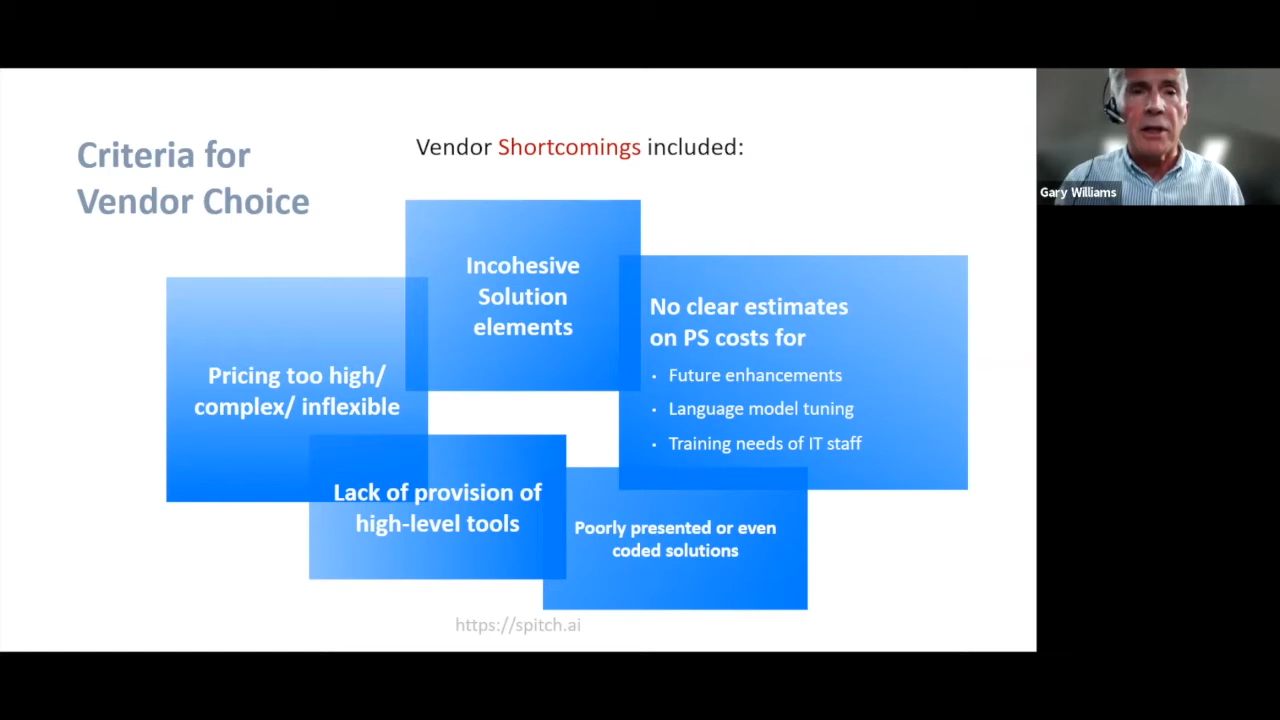 Criteria for
Vendor Choice
Vendor Shortcomings included:
Incohesive
Solution
elements
No clear estimates
on PS costs for
· Future enhancements
· Language model tuning
· Training needs of IT staff
Pricing too high/
complex/ inflexible
Lack of provision of
high-level tools
Poorly presented or even
coded solutions
https://spitch.ai
Gary Williams